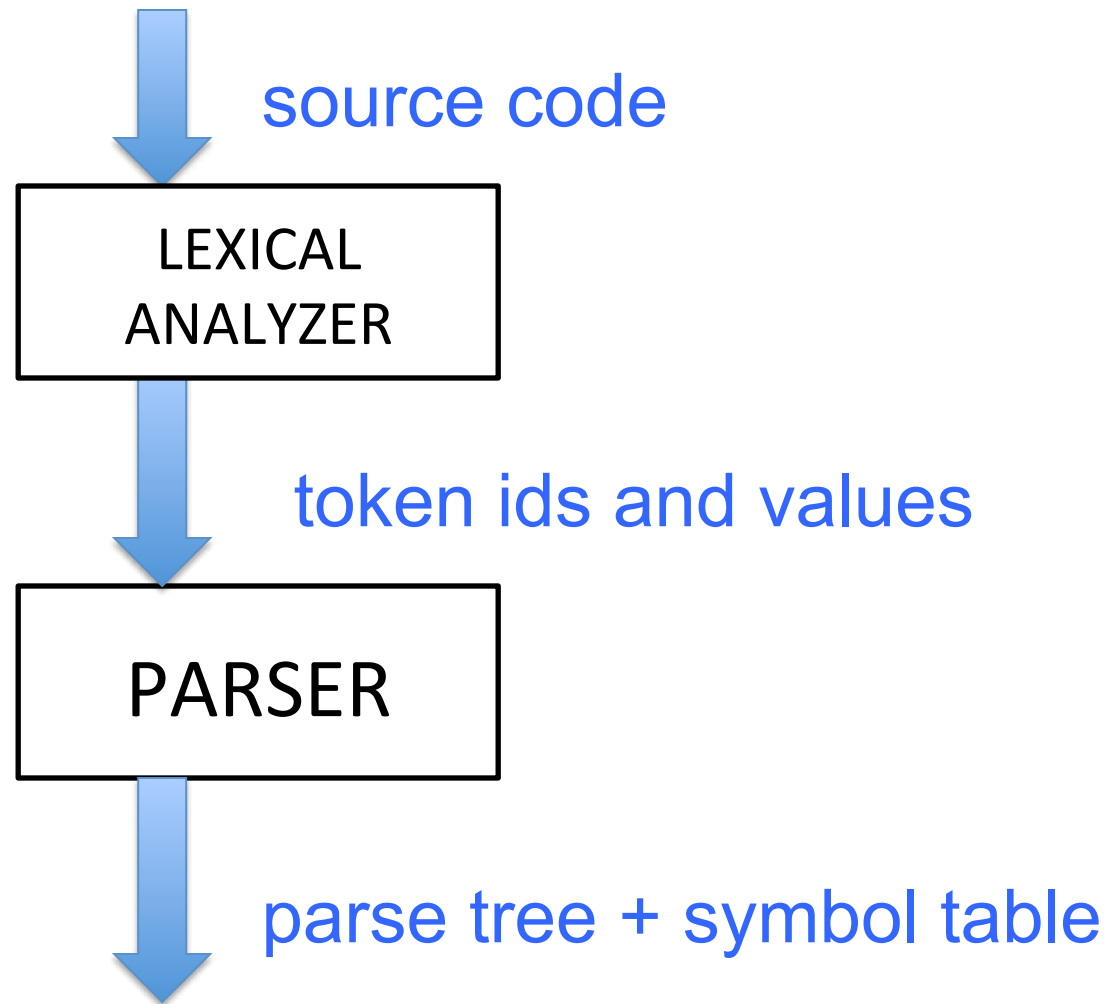 source code
LEXICAL
ANALYZER
token ids and values
PARSER
parse tree + symbol table